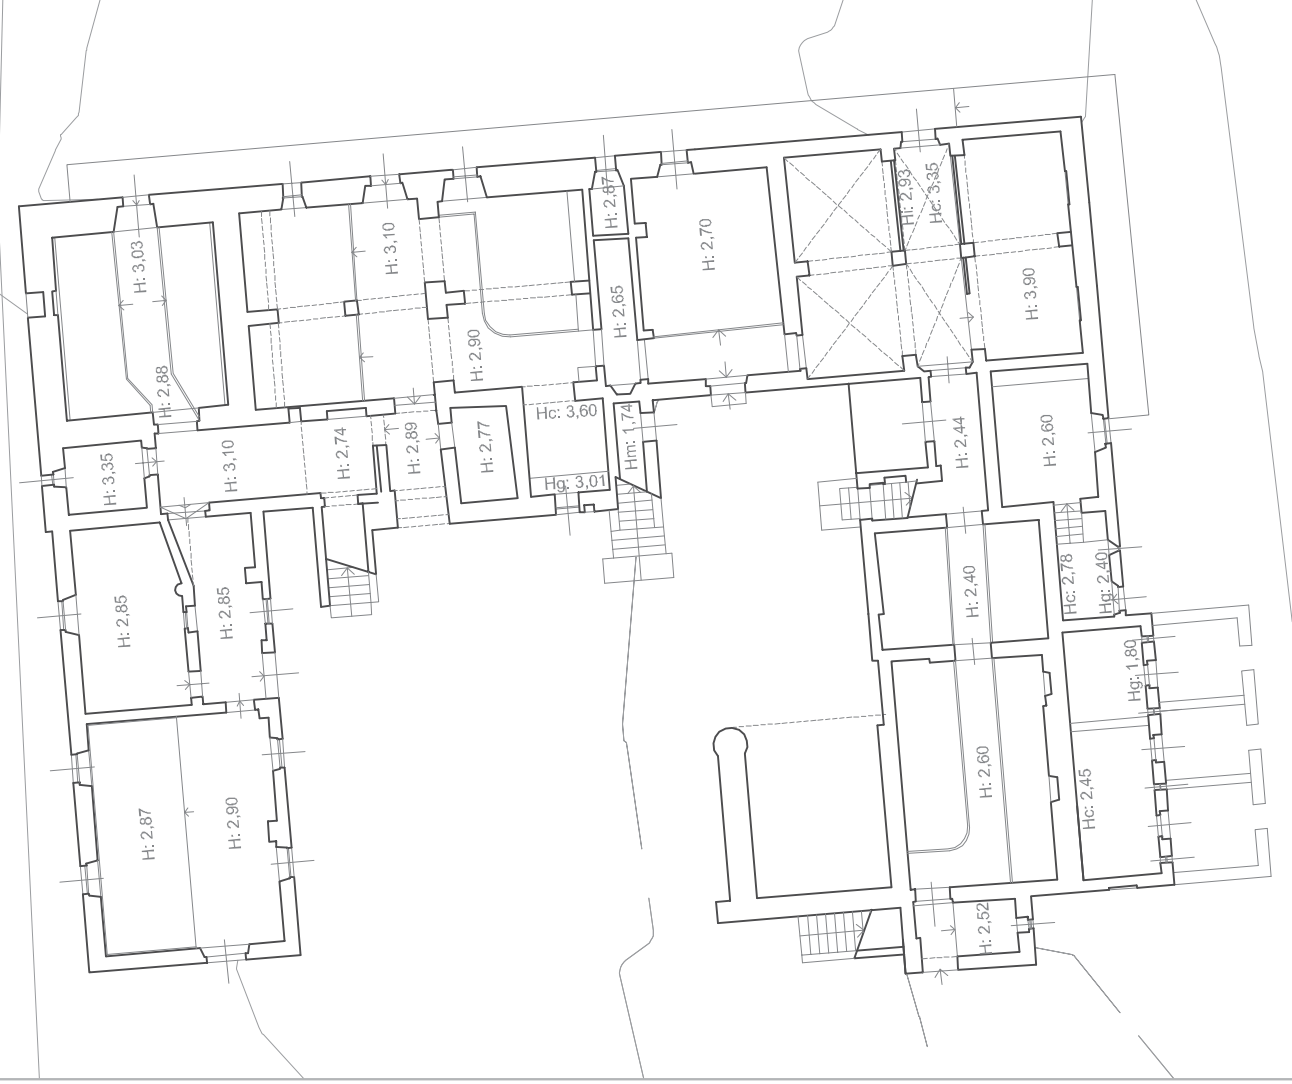 H: 3,03
H: 2,88
H: 3,10
H: 2,90
H: 2,87
H: 2,65
H: 2,70
Hi: 2,93
Hc: 3,35
H: 3,90
H: 3,35
H: 3,10
H: 2,74
H: 2,89
H: 2,77
Hc: 3,60
Hg: 3,01
Hm: 1,74
H: 2,44
H: 2,60
H: 2,85
H: 2,85
H: 2,40
Hc: 2,78
Hg: 2,40
Hg: 1,80
H: 2,87
H: 2,90
H: 2,60
Hc: 2,45
H: 2,52